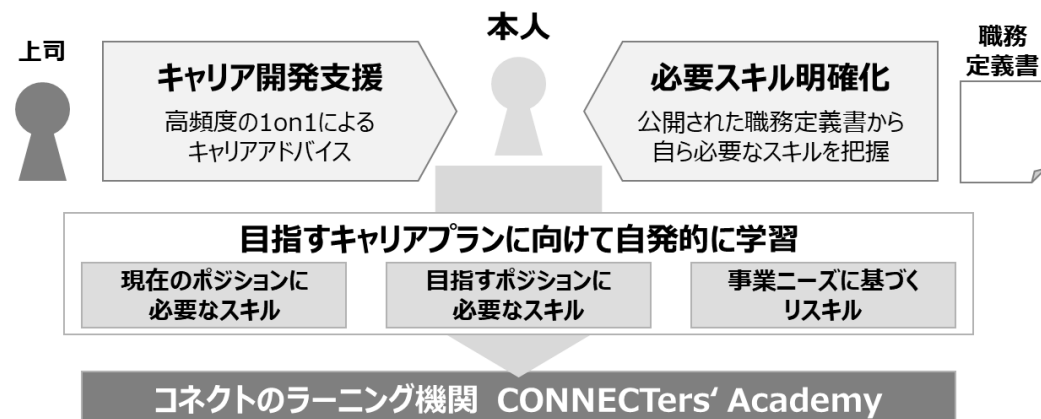 上司
キャリア開発支援
高頻度の1on1による
キャリアアドバイス
本人
必要スキル明確化
公開された職務定義書から
自ら必要なスキルを把握
職務
定義書
目指すキャリアプランに向けて自発的に学習
現在のポジションに
必要なスキル
目指すポジションに
必要なスキル
事業ニーズに基づく
リスキル
コネクトのラーニング機関 CONNECTers‘ Academy